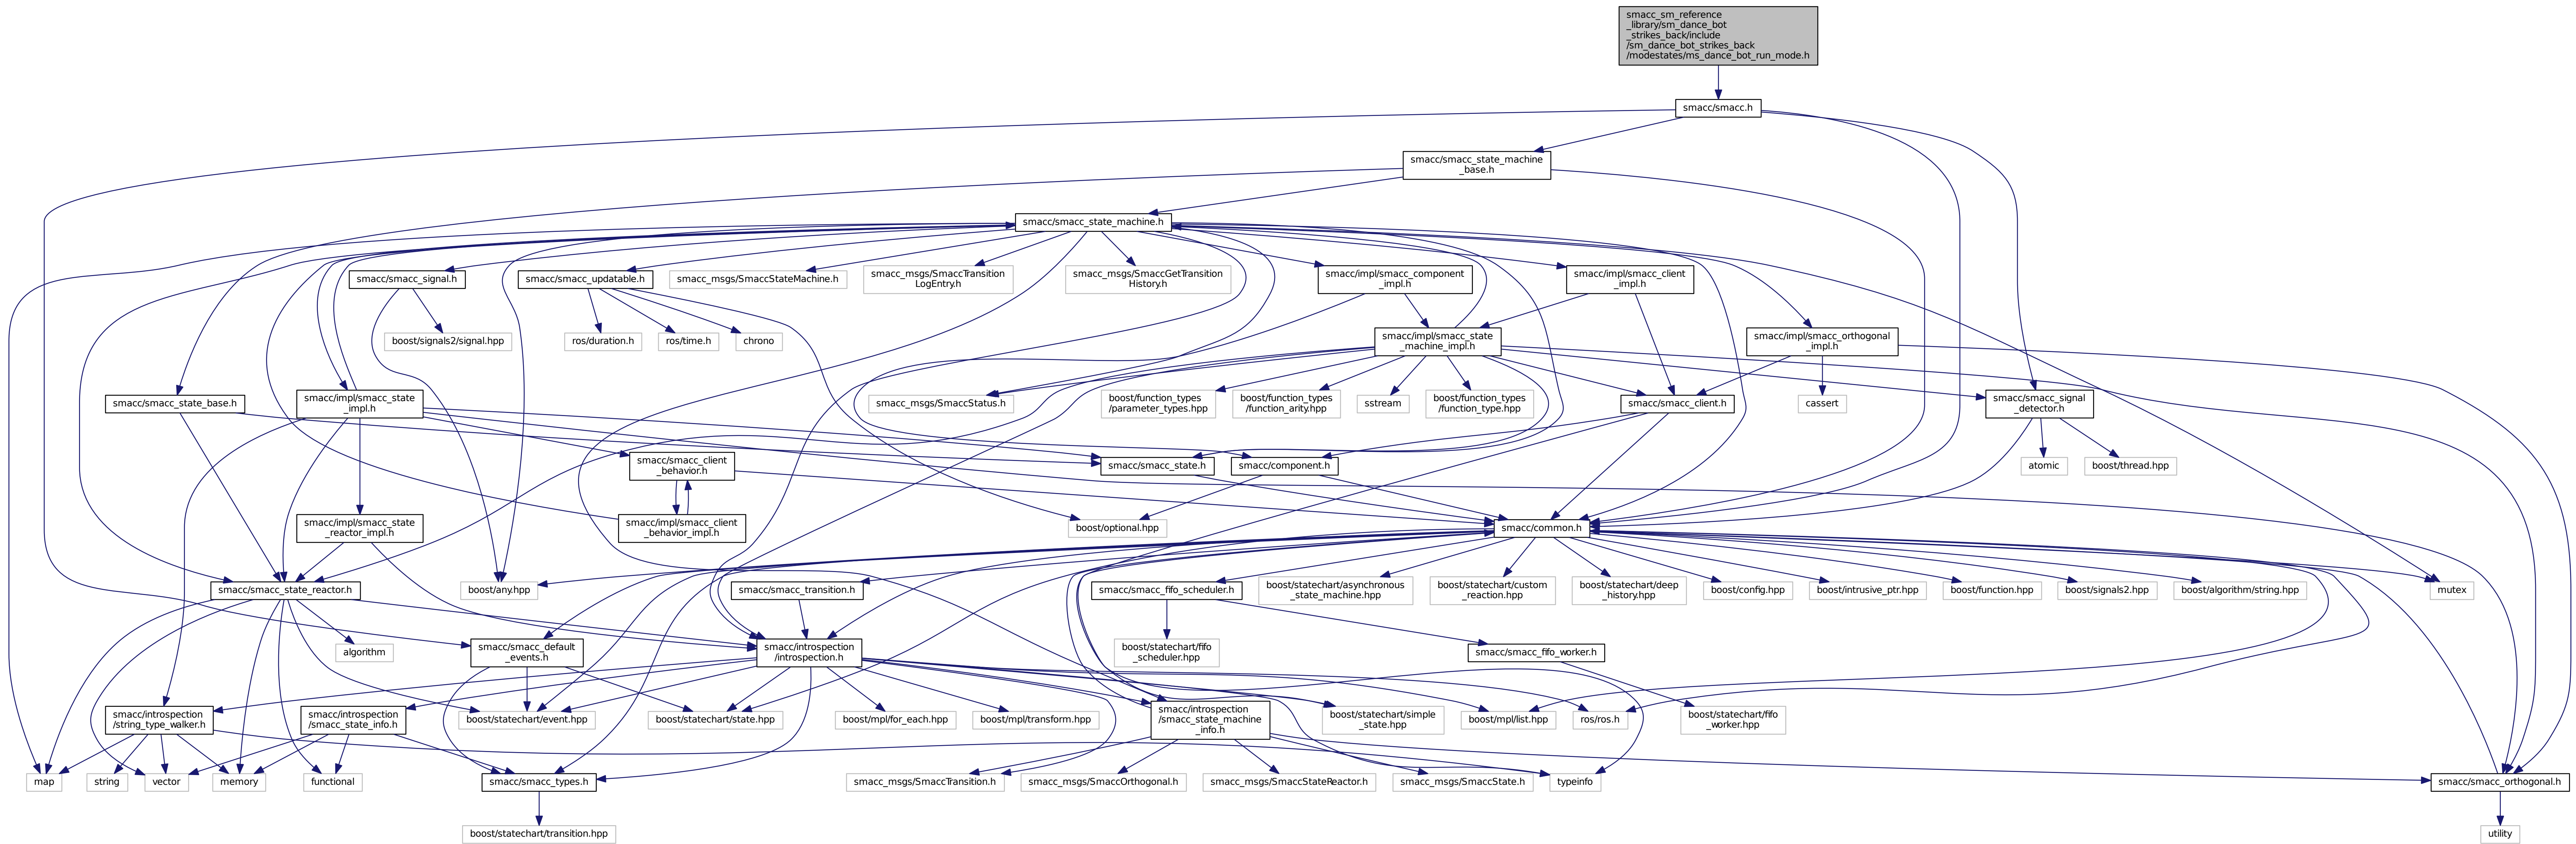 smacc_sm_reference
_library/sm_dance_bot
_strikes_back/include
/sm_dance_bot_strikes_back
/modestates/ms_dance_bot_run_mode.h
smacc/smacc.h
smacc/smacc_state_machine
_base.h
smacc/smacc_state_machine.h
smacc/smacc_signal.h
smacc/smacc_updatable.h
smacc_msgs/SmaccStateMachine.h
smacc_msgs/SmaccTransition
LogEntry.h
smacc_msgs/SmaccGetTransition
History.h
smacc/impl/smacc_component
_impl.h
smacc/impl/smacc_client
_impl.h
boost/signals2/signal.hpp
ros/duration.h
ros/time.h
chrono
smacc/impl/smacc_state
_machine_impl.h
smacc/impl/smacc_orthogonal
_impl.h
smacc/smacc_state_base.h
smacc/impl/smacc_state
_impl.h
smacc_msgs/SmaccStatus.h
boost/function_types
/parameter_types.hpp
boost/function_types
/function_arity.hpp
sstream
boost/function_types
/function_type.hpp
smacc/smacc_client.h
cassert
smacc/smacc_signal
_detector.h
smacc/smacc_client
_behavior.h
smacc/smacc_state.h
smacc/component.h
atomic
boost/thread.hpp
smacc/impl/smacc_state
_reactor_impl.h
smacc/impl/smacc_client
_behavior_impl.h
boost/optional.hpp
smacc/common.h
smacc/smacc_state_reactor.h
boost/any.hpp
smacc/smacc_transition.h
smacc/smacc_fifo_scheduler.h
boost/statechart/asynchronous
_state_machine.hpp
boost/statechart/custom
_reaction.hpp
boost/statechart/deep
_history.hpp
boost/config.hpp
boost/intrusive_ptr.hpp
boost/function.hpp
boost/signals2.hpp
boost/algorithm/string.hpp
mutex
algorithm
smacc/smacc_default
_events.h
smacc/introspection
/introspection.h
boost/statechart/fifo
_scheduler.hpp
smacc/smacc_fifo_worker.h
smacc/introspection
/string_type_walker.h
smacc/introspection
/smacc_state_info.h
boost/statechart/event.hpp
boost/statechart/state.hpp
boost/mpl/for_each.hpp
boost/mpl/transform.hpp
smacc/introspection
/smacc_state_machine
_info.h
boost/statechart/simple
_state.hpp
boost/mpl/list.hpp
ros/ros.h
boost/statechart/fifo
_worker.hpp
map
string
vector
memory
functional
smacc/smacc_types.h
smacc_msgs/SmaccTransition.h
smacc_msgs/SmaccOrthogonal.h
smacc_msgs/SmaccStateReactor.h
smacc_msgs/SmaccState.h
typeinfo
smacc/smacc_orthogonal.h
boost/statechart/transition.hpp
utility